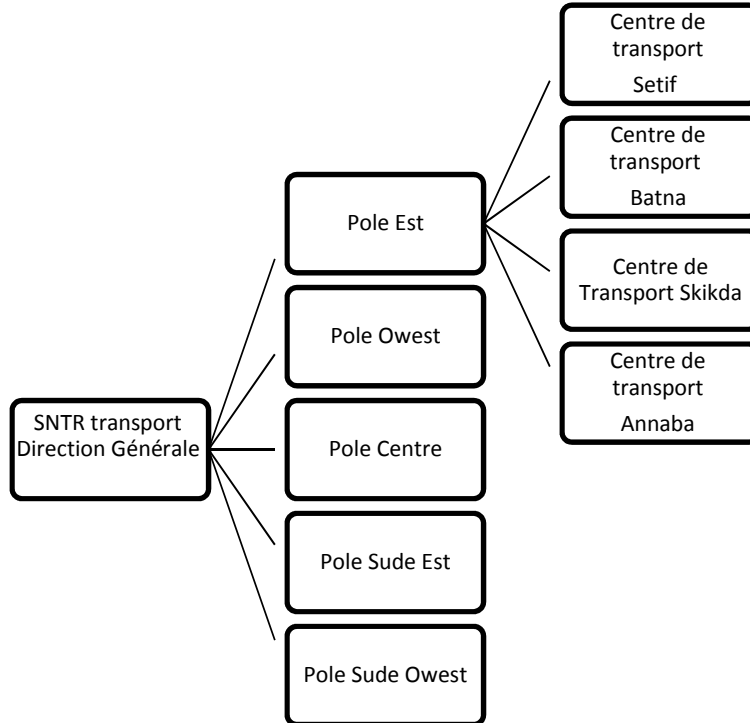 SNTR transport
Direction Générale
Pole Est
Pole Owest
Pole Centre
Pole Sude Est
Pole Sude Owest
Centre de
transport
Setif
Centre de
transport
Batna
Centre de
Transport Skikda
Centre de
transport
Annaba